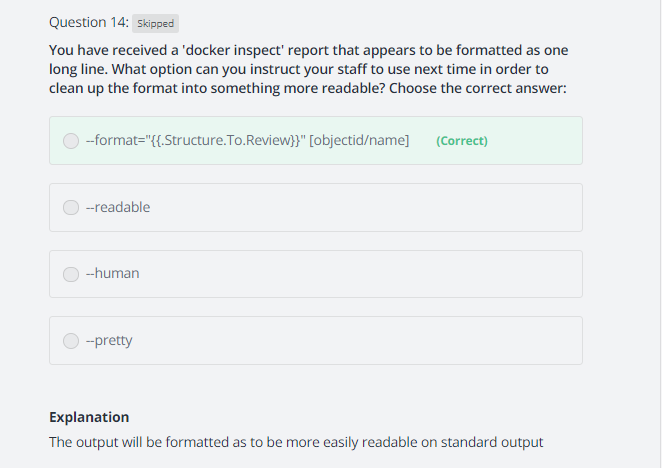 Question 14: Skipped
You have received a 'docker inspect' report that appears to be formatted as one
long line. What option can you instruct your staff to use next time in order to
clean up the format into something more readable? Choose the correct answer:
--format="{{.Structure.To.Review}}" [objectid/name] (Correct)
--readable
--human
--pretty
Explanation
The output will be formatted as to be more easily readable on standard output